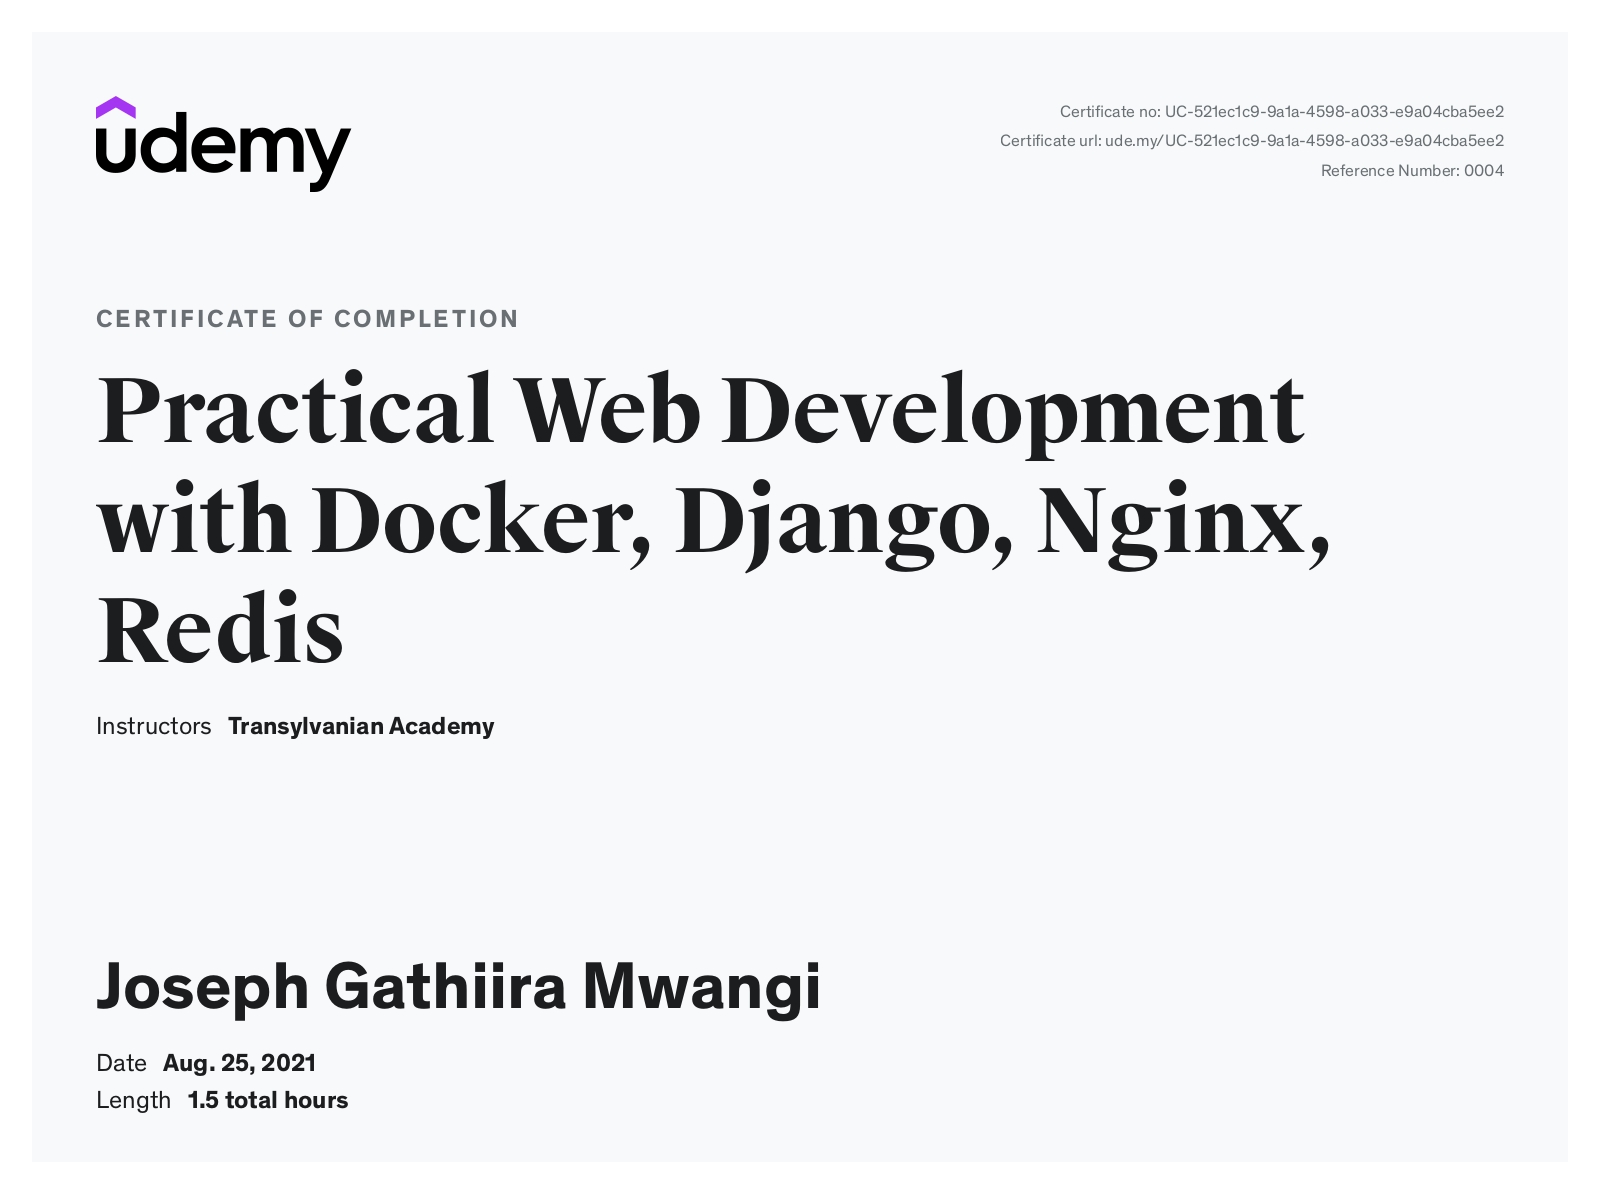 udemy
Certificate no: UC-521ec1c9-9a1a-4598-a033-e9a04cba5ee2
Certificate url: ude.my/UC-521ec1c9-9a1a-4598-a033-e9a04cba5ee2
Reference Number: 0004
CERTIFICATE OF COMPLETION
Practical Web Development
with Docker, Django, Nginx,
Redis
Instructors Transylvanian Academy
Joseph Gathiira Mwangi
Date Aug. 25, 2021
Length 1.5 total hours